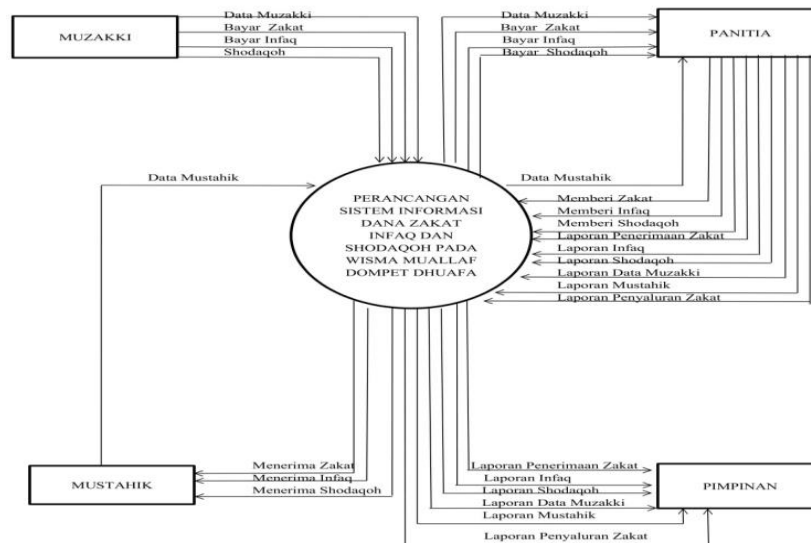 MUZAKKI
Data Muzakki
Bayar Zakat
Bayar Infaq
Shodaqoh
Data Muzakki
Bayar Zakat
Bayar Infaq
Bayar Shodaqoh
PANITIA
Data Mustahik
PERANCANGAN
SISTEM INFORMASI
DANA ZAKAT
INFAQ DAN
SHODAQOH PADA
WISMA MUALLAF
DOMPET DHUAFA
Data Mustahik
Memberi Zakat
Memberi Infaq
Memberi Shodaqoh
Laporan Penerimaan Zakat
Laporan Infaq
Laporan Shodaqoh
Laporan Data Muzakki
Laporan Mustahik
Laporan Penyaluran Zakat
MUSTAHIK
Menerima Zakat
Menerima Infaq
Menerima Shodaqoh
Laporan Penerimaan Zakat
Laporan Infaq
Laporan Shodaqoh
Laporan Data Muzakki
Laporan Mustahik
Laporan Penyaluran Zakat
PIMPINAN